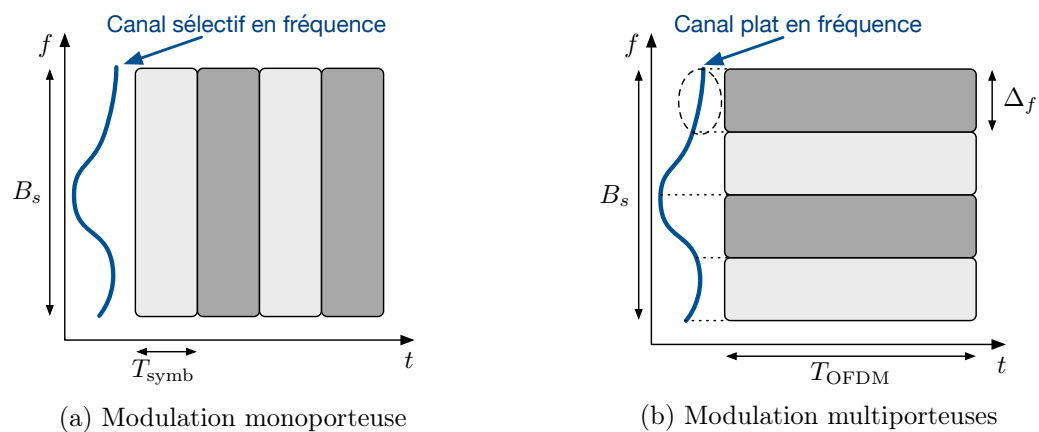 Canal sélectif en fréquence
f
B_s
t
T_symb
(a) Modulation monoporteuse
Canal plat en fréquence
f
Δ_f
B_s
t
T_OFDM
(b) Modulation multiporteuses